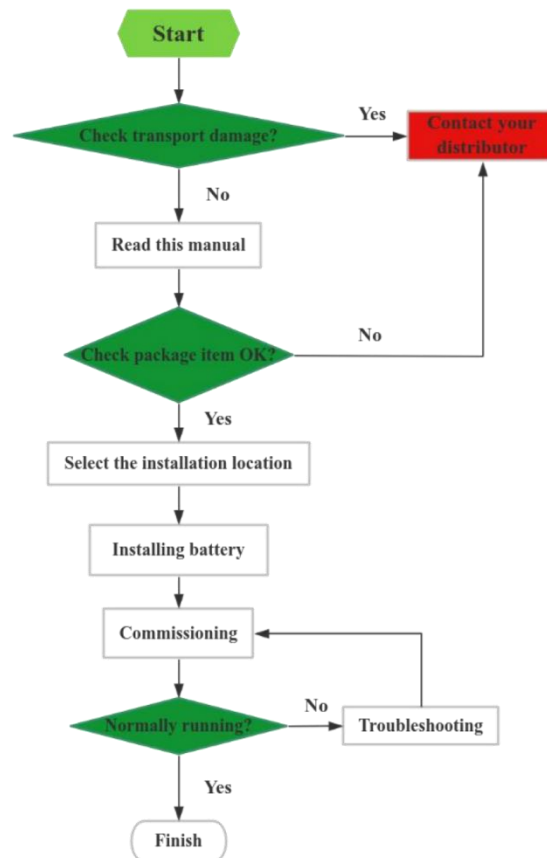 Start
Check transport damage?
Yes
Contact your
distributor
No
Read this manual
Check package item OK?
No
Yes
Select the installation location
Installing battery
Commissioning
Normally running?
No
Troubleshooting
Yes
Finish